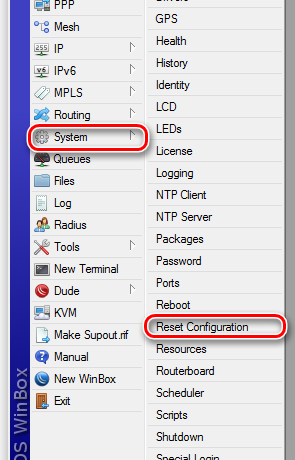 PPP
Mesh
IP
IPv6
MPLS
Routing
System
Queues
Files
Log
Radius
Tools
New Terminal
Dude
KVM
Make Supout.rif
Manual
New WinBox
Exit
GPS
Health
History
Identity
LCD
LEDs
License
Logging
NTP Client
NTP Server
Packages
Password
Ports
Reboot
Reset Configuration
Resources
Routerboard
Scheduler
Scripts
Shutdown
Special Login
OS WinBox
255
v6